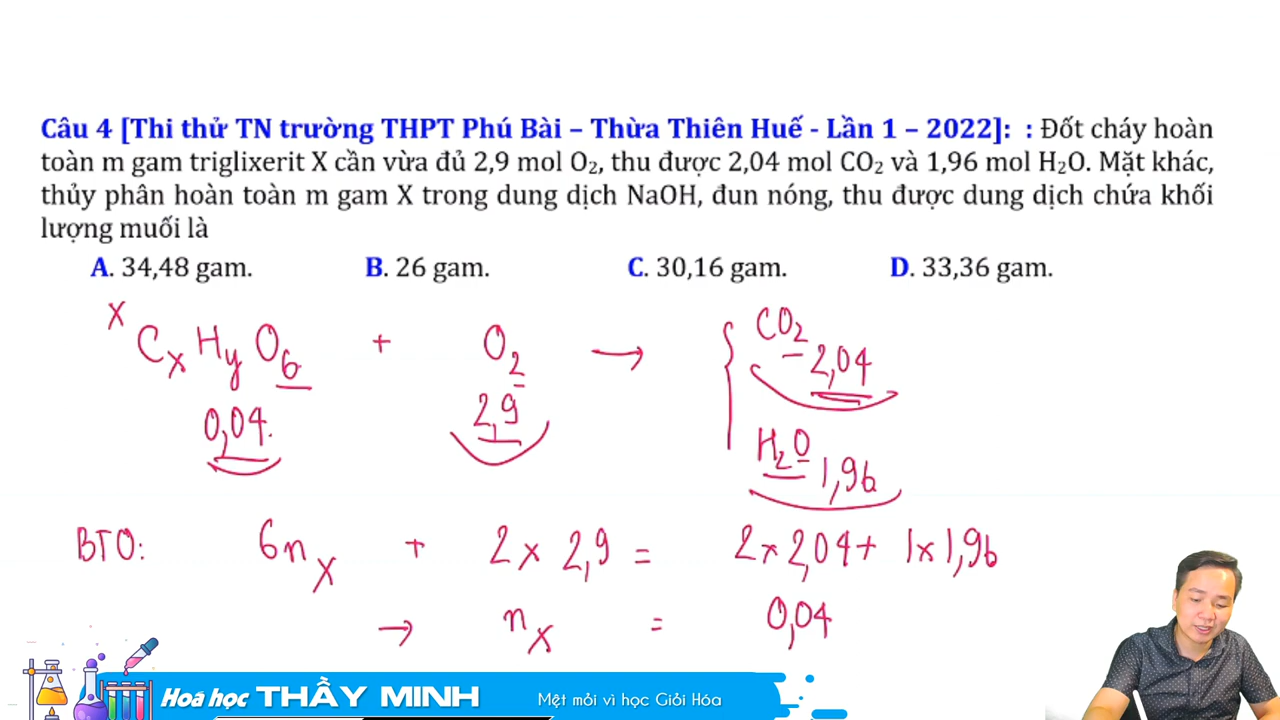 Câu 4 [Thi thử TN trường THPT Phú Bài – Thừa Thiên Huế - Lần 1 – 2022]: : Đốt cháy hoàn
toàn m gam triglixerit X cần vừa đủ 2,9 mol O₂, thu được 2,04 mol CO₂ và 1,96 mol H₂O. Mặt khác,
thủy phân hoàn toàn m gam X trong dung dịch NaOH, đun nóng, thu được dung dịch chứa khối
lượng muối là
A. 34,48 gam. B. 26 gam. C. 30,16 gam. D. 33,36 gam.
X
CxHyO₆ + O₂ → { CO₂
2,04
0,04. 2,9
H₂O 1,96
BTO: 6nX + 2 x 2,9 = 2 x 2,04 + 1 x 1,96
→ nX = 0,04
Hoá học THẦY MINH Mệt mỏi vì học Giỏi Hóa